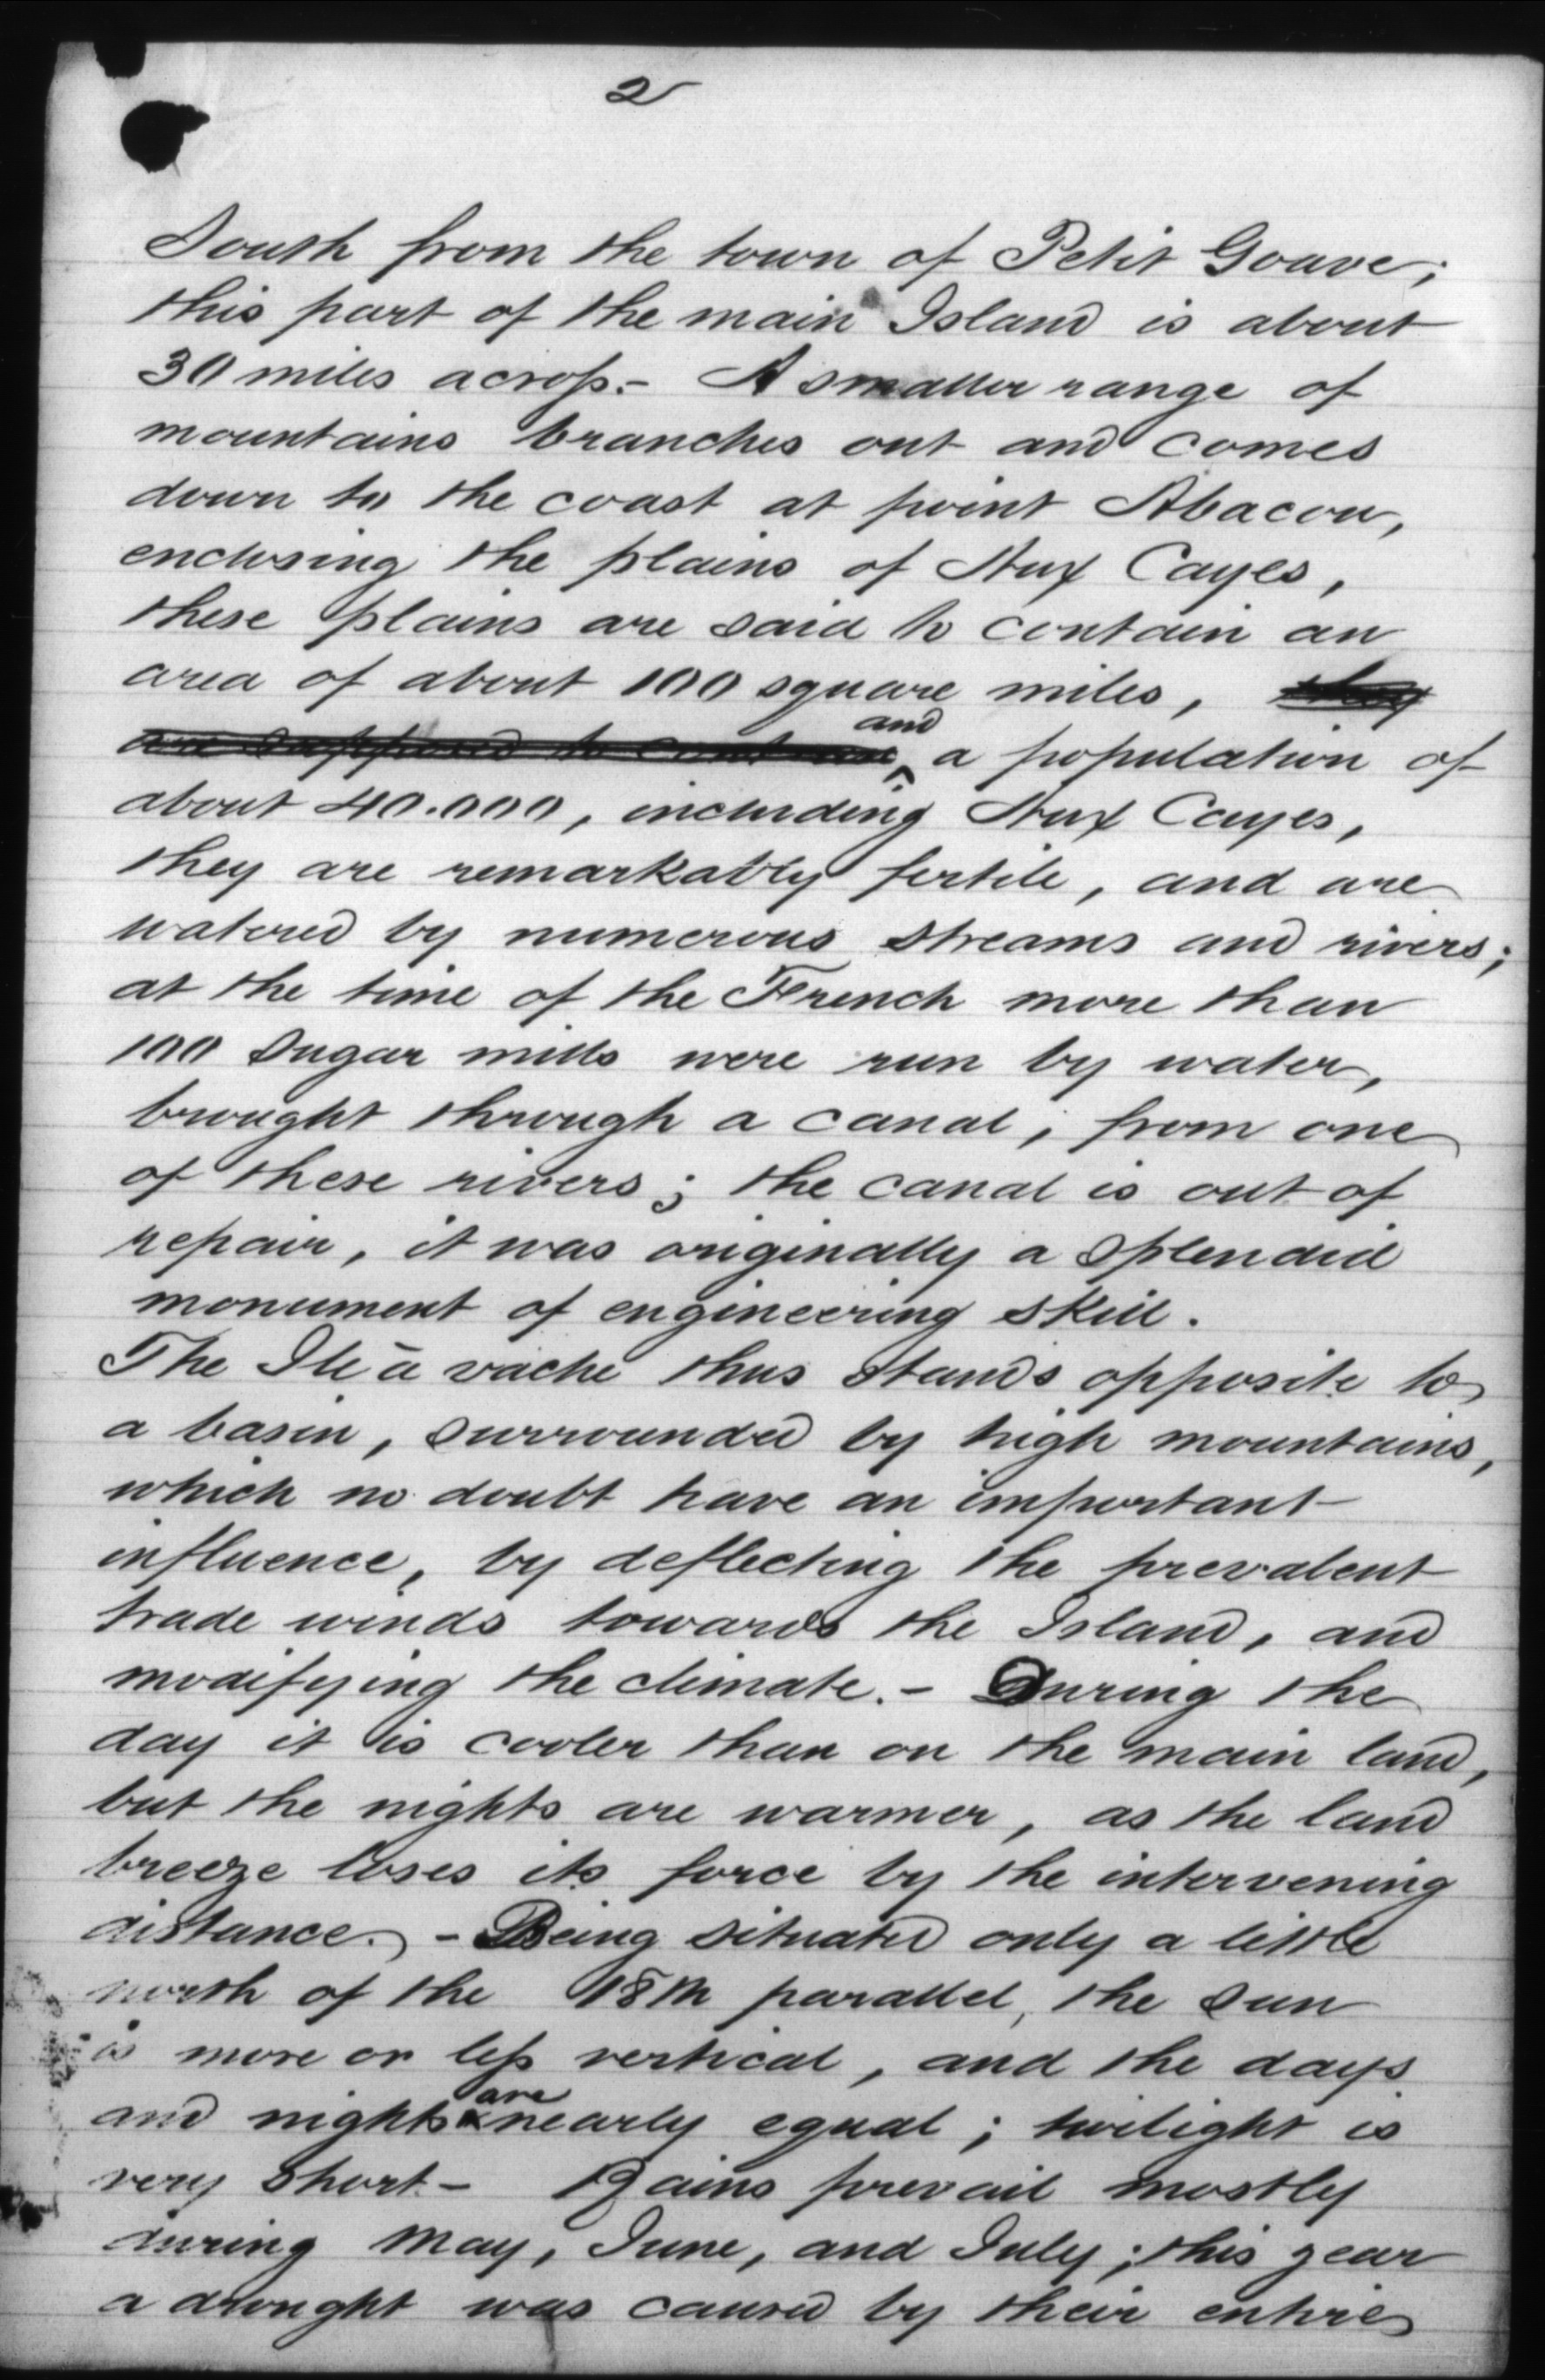 2
South from the town of Petit Goave;
this part of the main Island is about
30 miles across.- A smaller range of
mountains branches out and comes
down to the coast at point Abacou,
enclosing the plains of Aux Cayes,
these plains are said to contain an
area of about 100 square miles, they
are supposed to contain and a population of
about 40.000, including Aux Cayes,
they are remarkably fertile, and are
watered by numerous streams and rivers;
at the time of the French more than
100 Sugar mills were run by water,
brought through a canal, from one
of these rivers; the canal is out of
repair, it was originally a splendid
monument of engineering skill.
The Ile à vache thus stands opposite to
a basin, surrounded by high mountains,
which no doubt have an important
influence, by deflecting the prevalent
trade winds towards the Island, and
modifying the climate.- During the
day it is cooler than on the main land,
but the nights are warmer, as the land
breeze loses its force by the intervening
distance. - Being situated only a little
north of the 18th parallel, the sun
is more or less vertical, and the days
and nights are nearly equal; twilight is
very short - Rains prevail mostly
during May, June, and July; this year
a drought was caused by their entire